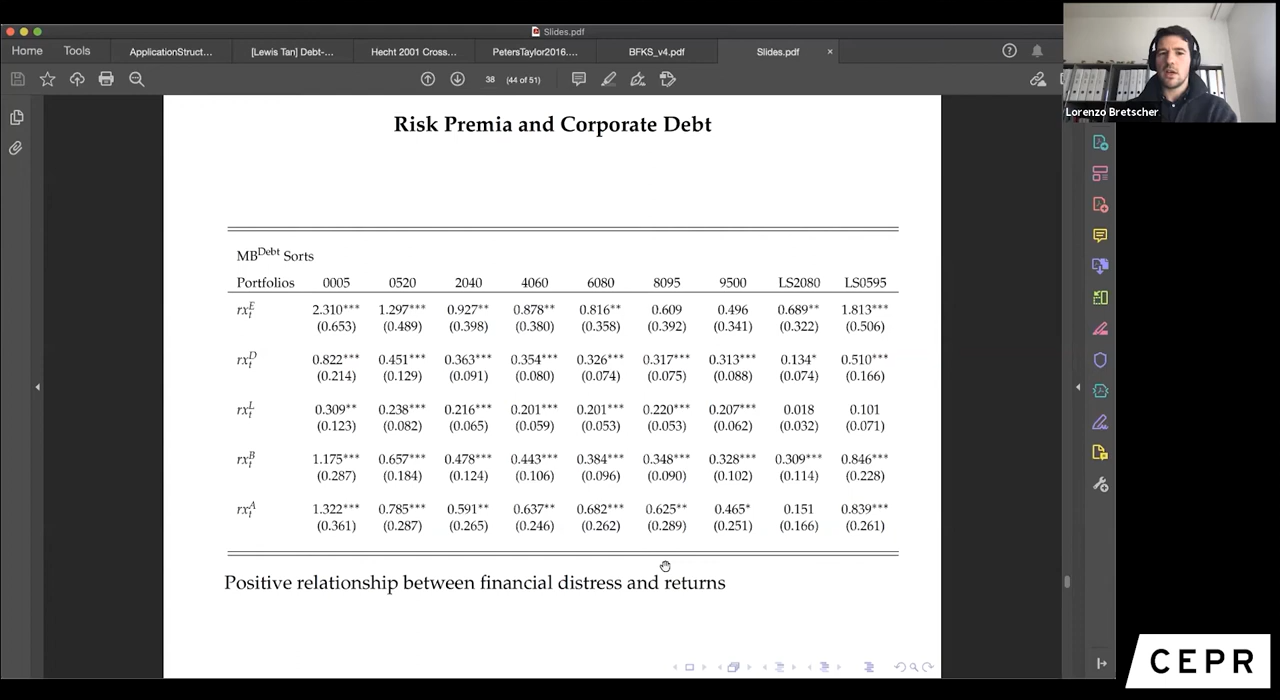 Slides.pdf
Home Tools ApplicationStruct... [Lewis Tan] Debt-... Hecht 2001 Cross... PetersTaylor2016.... BFKS_v4.pdf Slides.pdf ×
38 (44 of 51)
Lorenzo Bretscher
Risk Premia and Corporate Debt
MB^Debt Sorts
Portfolios 0005 0520 2040 4060 6080 8095 9500 LS2080 LS0595
rx_t^E 2.310*** 1.297*** 0.927** 0.878** 0.816** 0.609 0.496 0.689** 1.813***
(0.653) (0.489) (0.398) (0.380) (0.358) (0.392) (0.341) (0.322) (0.506)
rx_t^D 0.822*** 0.451*** 0.363*** 0.354*** 0.326*** 0.317*** 0.313*** 0.134* 0.510***
(0.214) (0.129) (0.091) (0.080) (0.074) (0.075) (0.088) (0.074) (0.166)
rx_t^L 0.309** 0.238*** 0.216*** 0.201*** 0.201*** 0.220*** 0.207*** 0.018 0.101
(0.123) (0.082) (0.065) (0.059) (0.053) (0.053) (0.062) (0.032) (0.071)
rx_t^B 1.175*** 0.657*** 0.478*** 0.443*** 0.384*** 0.348*** 0.328*** 0.309*** 0.846***
(0.287) (0.184) (0.124) (0.106) (0.096) (0.090) (0.102) (0.114) (0.228)
rx_t^A 1.322*** 0.785*** 0.591** 0.637** 0.682*** 0.625** 0.465* 0.151 0.839***
(0.361) (0.287) (0.265) (0.246) (0.262) (0.289) (0.251) (0.166) (0.261)
Positive relationship between financial distress and returns
CEPR